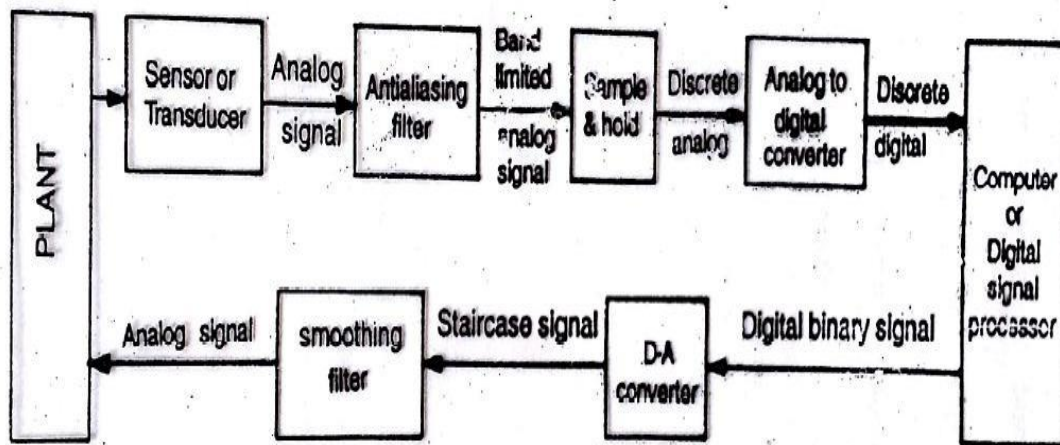 PLANT
Sensor or
Transducer
Analog
signal
Antialiasing
filter
Band
limited
analog
signal
Sample
& hold
Discrete
analog
Analog to
digital
converter
Discrete
digital
Computer
or
Digital
signal
processor
Digital binary signal
D-A
converter
Staircase signal
smoothing
filter
Analog signal